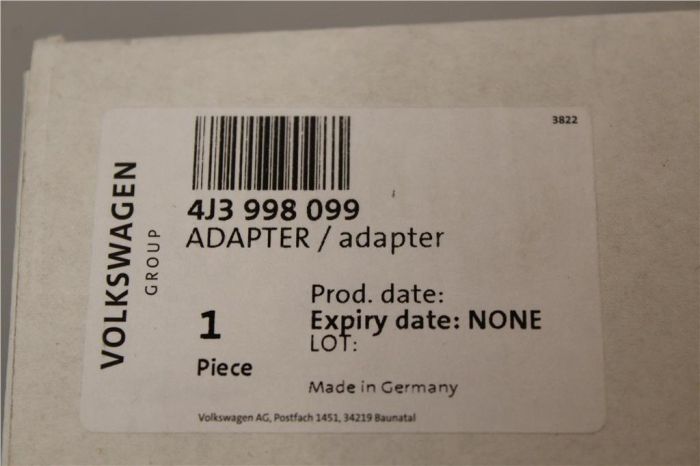 3822
VOLKSWAGEN
GROUP
4J3 998 099
ADAPTER / adapter
1
Piece
Prod. date:
Expiry date: NONE
LOT:
Made in Germany
Volkswagen AG, Postfach 1451, 34219 Baunatal